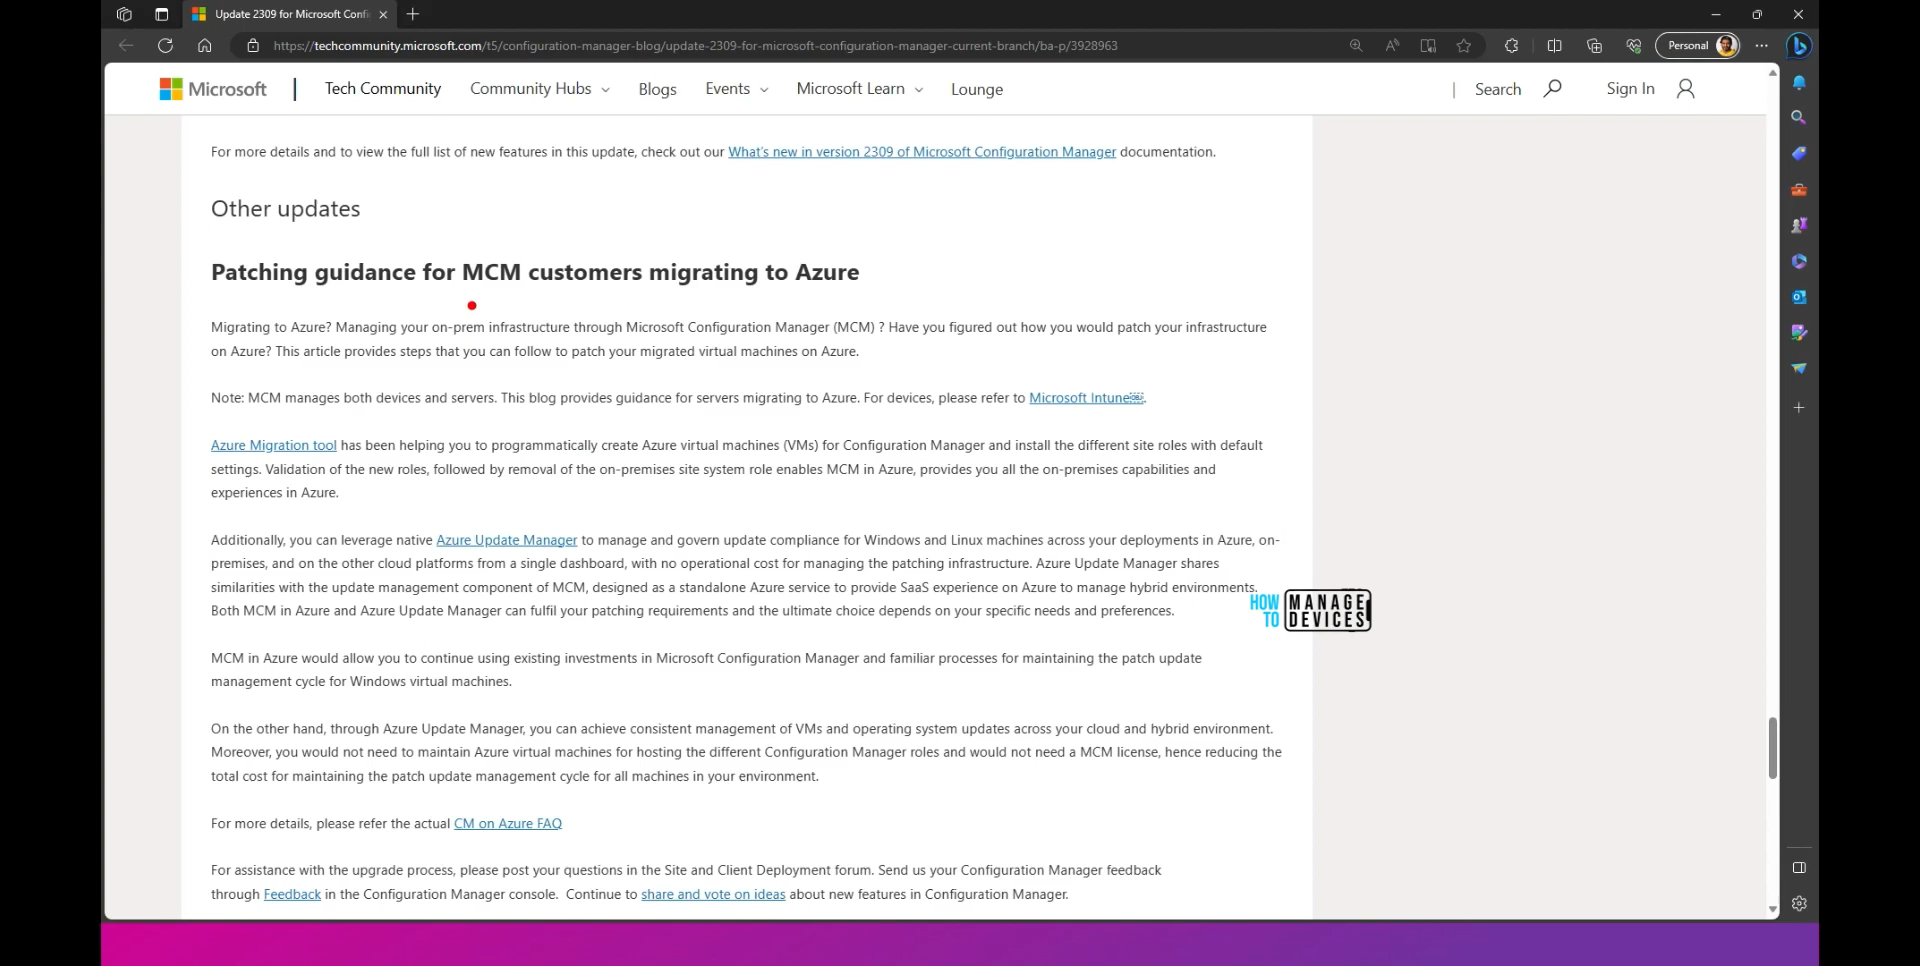 Update 2309 for Microsoft Confi
https://techcommunity.microsoft.com/t5/configuration-manager-blog/update-2309-for-microsoft-configuration-manager-current-branch/ba-p/3928963
Personal
Microsoft
Tech Community
Community Hubs
Blogs
Events
Microsoft Learn
Lounge
Search
Sign In
For more details and to view the full list of new features in this update, check out our What's new in version 2309 of Microsoft Configuration Manager documentation.
Other updates
Patching guidance for MCM customers migrating to Azure
Migrating to Azure? Managing your on-prem infrastructure through Microsoft Configuration Manager (MCM) ? Have you figured out how you would patch your infrastructure
on Azure? This article provides steps that you can follow to patch your migrated virtual machines on Azure.
Note: MCM manages both devices and servers. This blog provides guidance for servers migrating to Azure. For devices, please refer to Microsoft Intune.
Azure Migration tool has been helping you to programmatically create Azure virtual machines (VMs) for Configuration Manager and install the different site roles with default
settings. Validation of the new roles, followed by removal of the on-premises site system role enables MCM in Azure, provides you all the on-premises capabilities and
experiences in Azure.
Additionally, you can leverage native Azure Update Manager to manage and govern update compliance for Windows and Linux machines across your deployments in Azure, on-
premises, and on the other cloud platforms from a single dashboard, with no operational cost for managing the patching infrastructure. Azure Update Manager shares
similarities with the update management component of MCM, designed as a standalone Azure service to provide SaaS experience on Azure to manage hybrid environments.
Both MCM in Azure and Azure Update Manager can fulfil your patching requirements and the ultimate choice depends on your specific needs and preferences.
HOW TO
MANAGE
DEVICES
MCM in Azure would allow you to continue using existing investments in Microsoft Configuration Manager and familiar processes for maintaining the patch update
management cycle for Windows virtual machines.
On the other hand, through Azure Update Manager, you can achieve consistent management of VMs and operating system updates across your cloud and hybrid environment.
Moreover, you would not need to maintain Azure virtual machines for hosting the different Configuration Manager roles and would not need a MCM license, hence reducing the
total cost for maintaining the patch update management cycle for all machines in your environment.
For more details, please refer the actual CM on Azure FAQ
For assistance with the upgrade process, please post your questions in the Site and Client Deployment forum. Send us your Configuration Manager feedback
through Feedback in the Configuration Manager console. Continue to share and vote on ideas about new features in Configuration Manager.